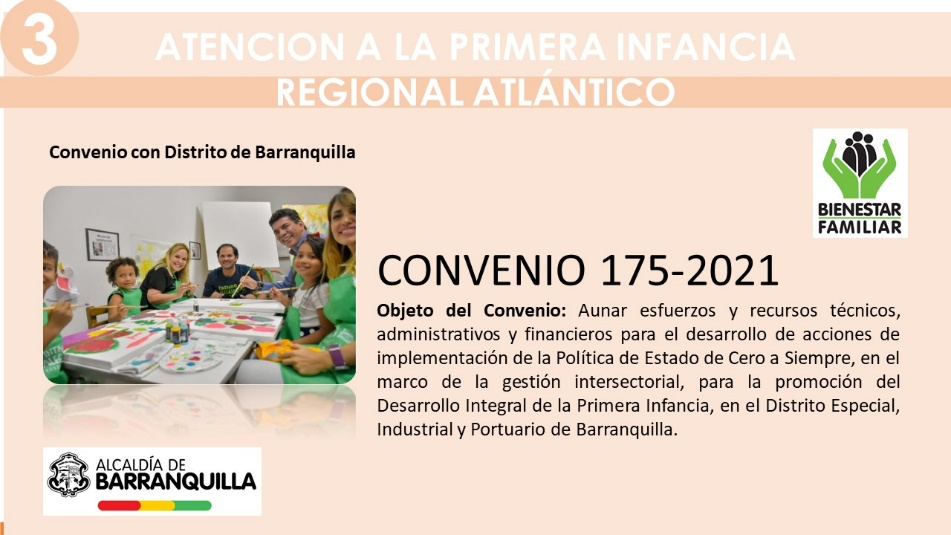 3
ATENCION A LA PRIMERA INFANCIA
REGIONAL ATLÁNTICO
Convenio con Distrito de Barranquilla
BIENESTAR
FAMILIAR
CONVENIO 175-2021
Objeto del Convenio: Aunar esfuerzos y recursos técnicos,
administrativos y financieros para el desarrollo de acciones de
implementación de la Política de Estado de Cero a Siempre, en el
marco de la gestión intersectorial, para la promoción del
Desarrollo Integral de la Primera Infancia, en el Distrito Especial,
Industrial y Portuario de Barranquilla.
ALCALDÍA DE
BARRANQUILLA